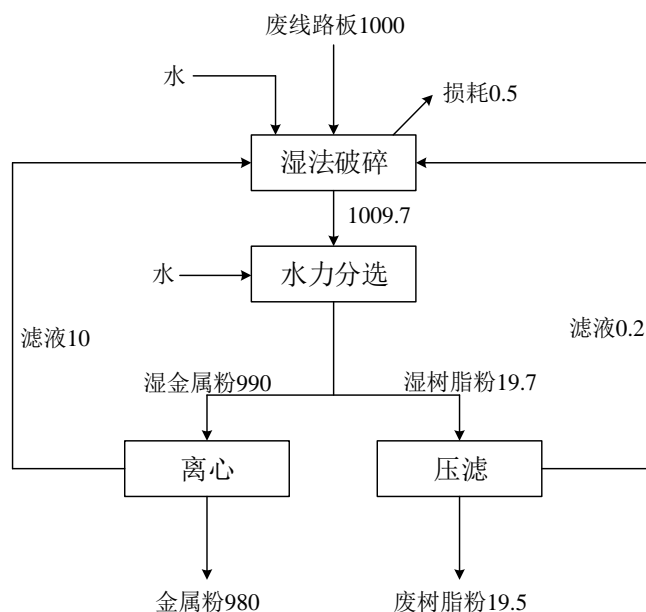 废线路板1000
水
损耗0.5
湿法破碎
1009.7
水
水力分选
滤液10
滤液0.2
湿金属粉990
湿树脂粉19.7
离心
压滤
金属粉980
废树脂粉19.5